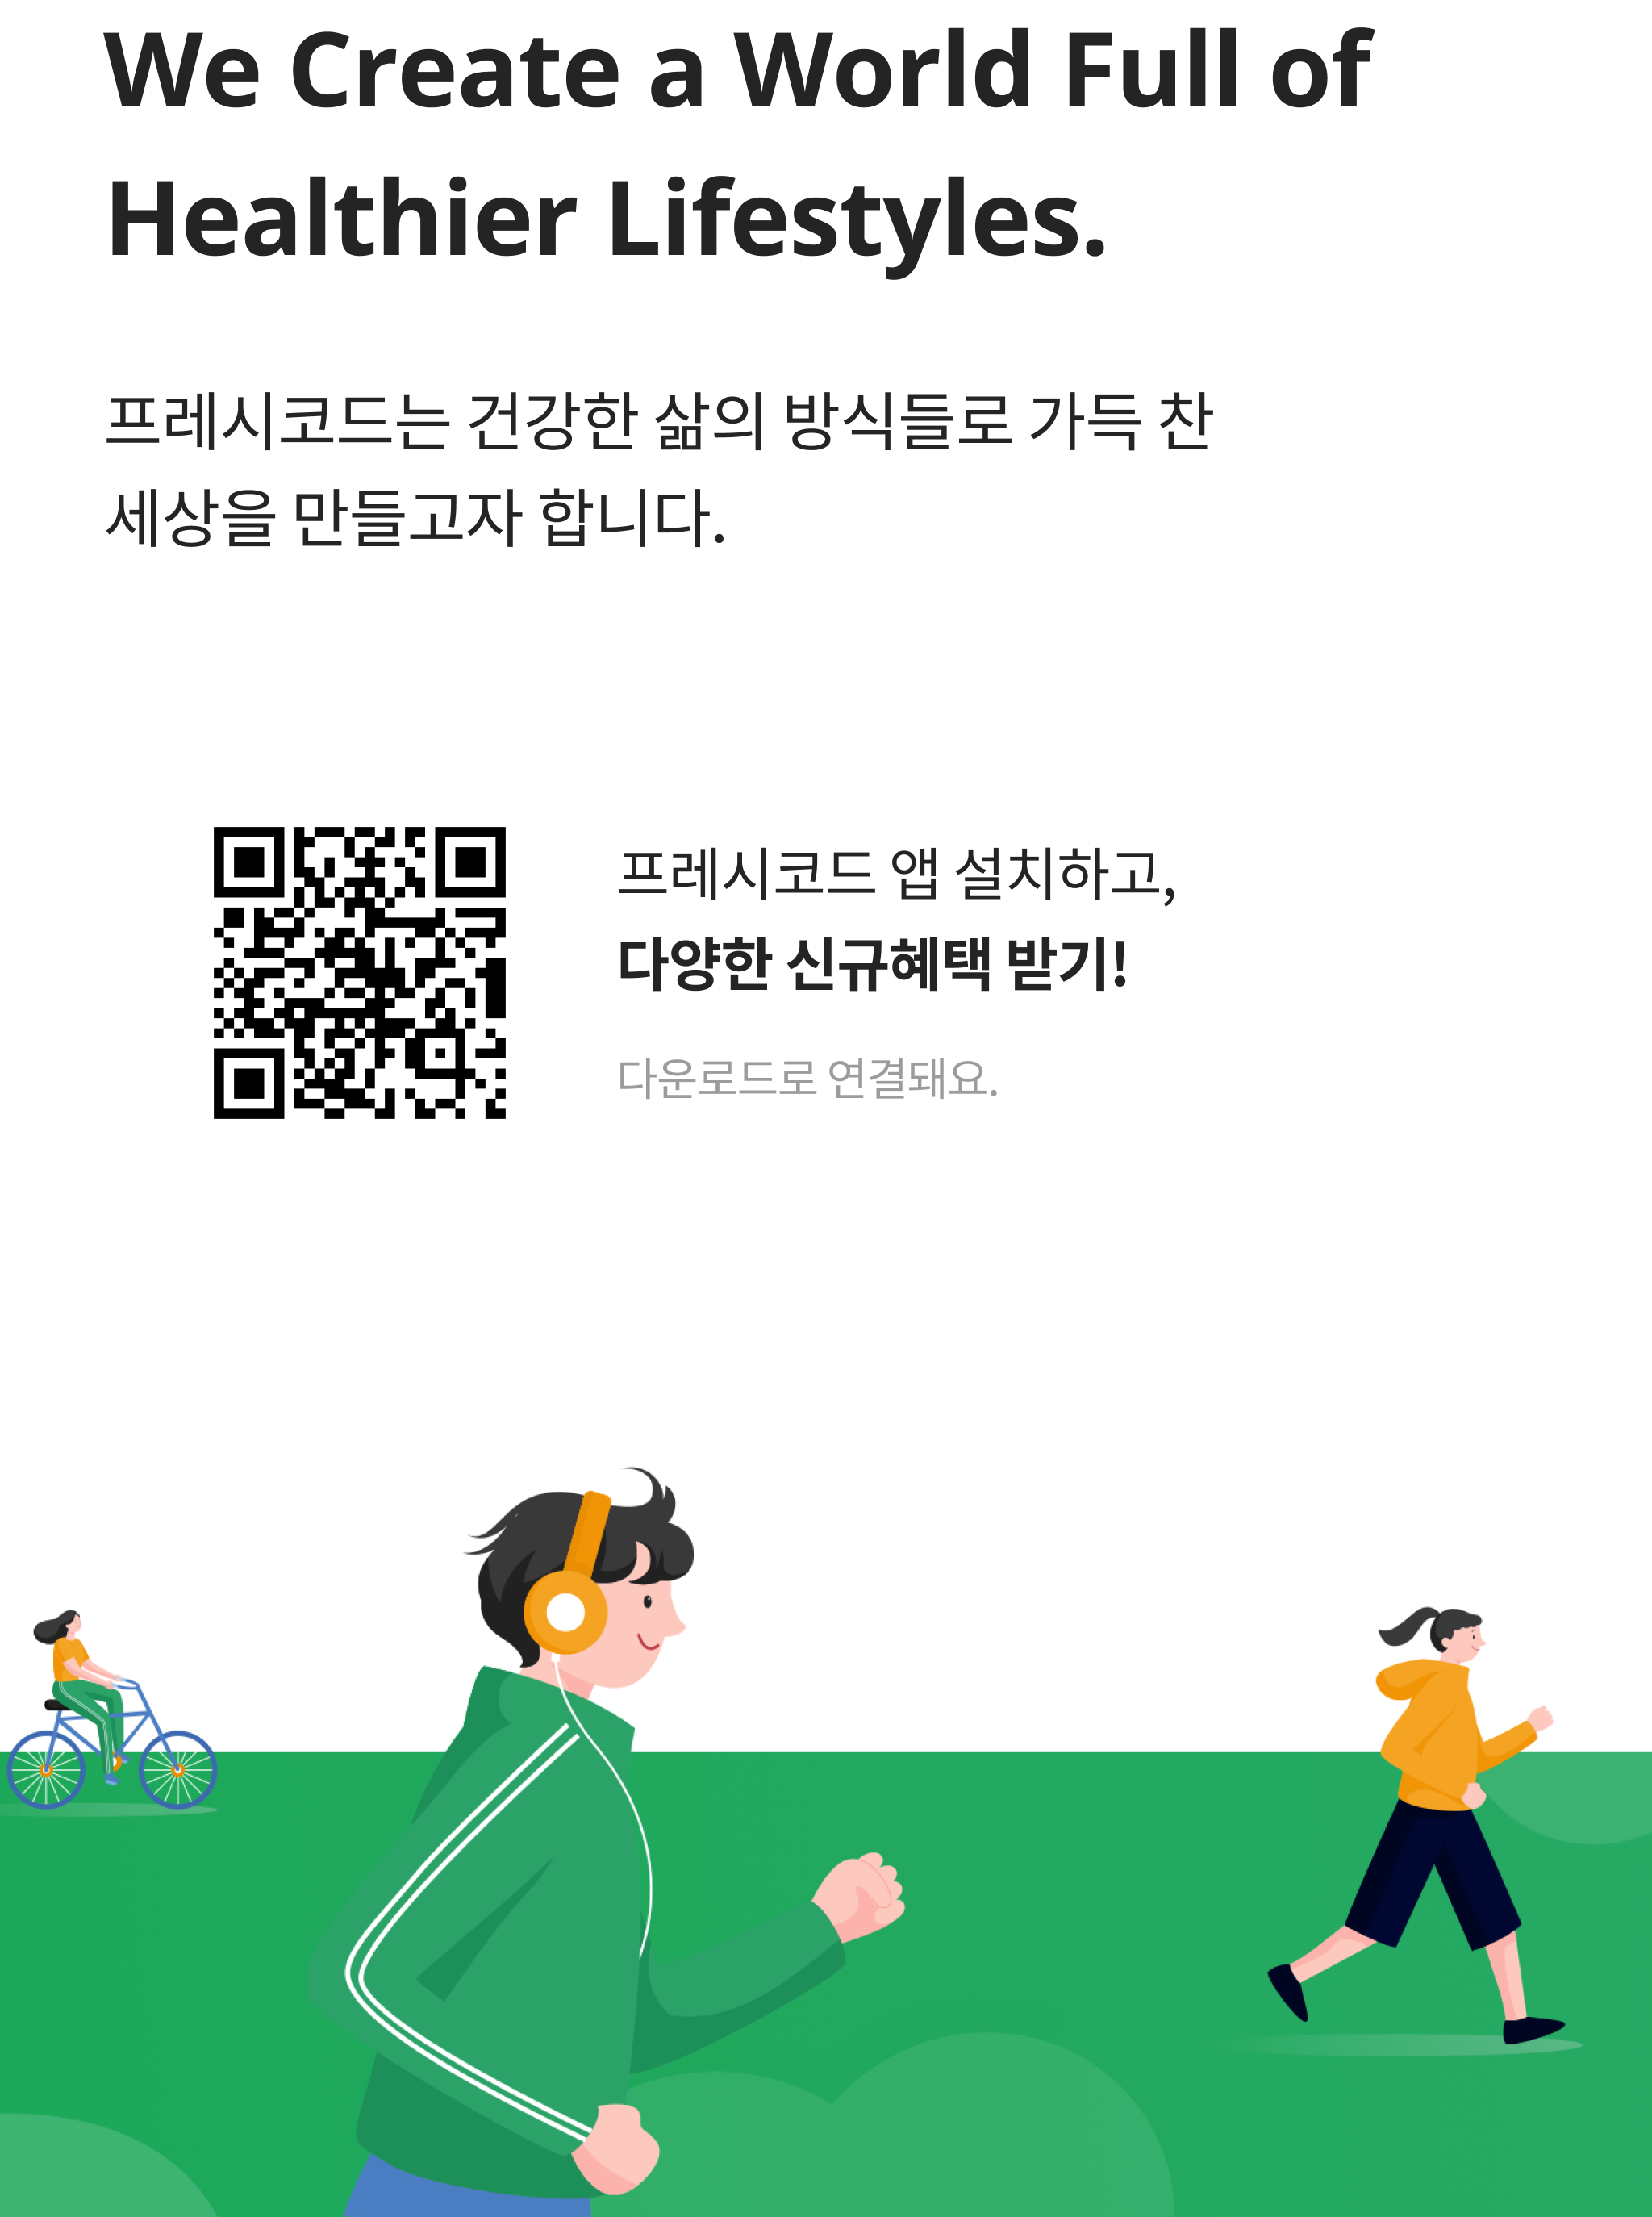 We Create a World Full of
Healthier Lifestyles.
프레시코드는 건강한 삶의 방식들로 가득 찬
세상을 만들고자 합니다.
프레시코드 앱 설치하고,
다양한 신규혜택 받기!
다운로드로 연결돼요.